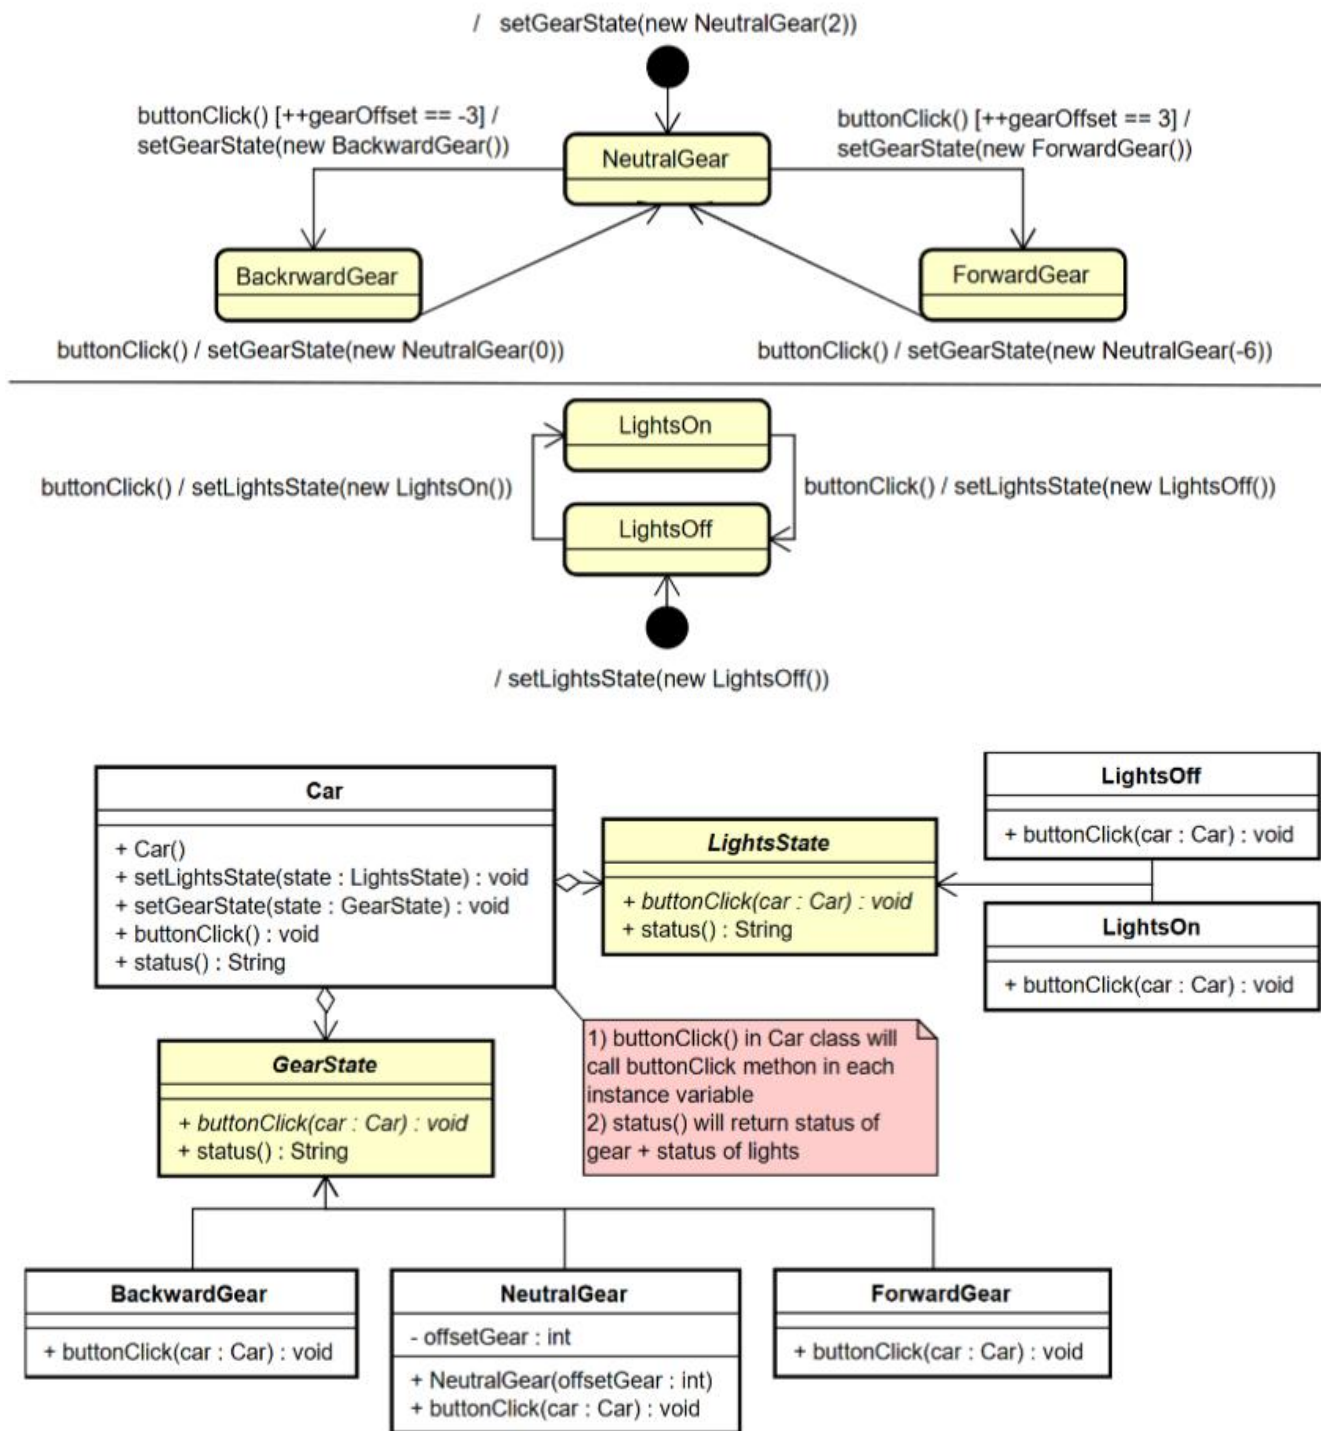 / setGearState(new NeutralGear(2))
buttonClick() [++gearOffset == -3] /
setGearState(new BackwardGear())
buttonClick() [++gearOffset == 3] /
setGearState(new ForwardGear())
NeutralGear
BackrwardGear
ForwardGear
buttonClick() / setGearState(new NeutralGear(0))
buttonClick() / setGearState(new NeutralGear(-6))
LightsOn
buttonClick() / setLightsState(new LightsOn())
buttonClick() / setLightsState(new LightsOff())
LightsOff
/ setLightsState(new LightsOff())
Car
+ Car()
+ setLightsState(state : LightsState) : void
+ setGearState(state : GearState) : void
+ buttonClick() : void
+ status() : String
LightsState
+ buttonClick(car : Car) : void
+ status() : String
LightsOff
+ buttonClick(car : Car) : void
LightsOn
+ buttonClick(car : Car) : void
GearState
+ buttonClick(car : Car) : void
+ status() : String
1) buttonClick() in Car class will
call buttonClick methon in each
instance variable
2) status() will return status of
gear + status of lights
BackwardGear
+ buttonClick(car : Car) : void
NeutralGear
- offsetGear : int
+ NeutralGear(offsetGear : int)
+ buttonClick(car : Car) : void
ForwardGear
+ buttonClick(car : Car) : void